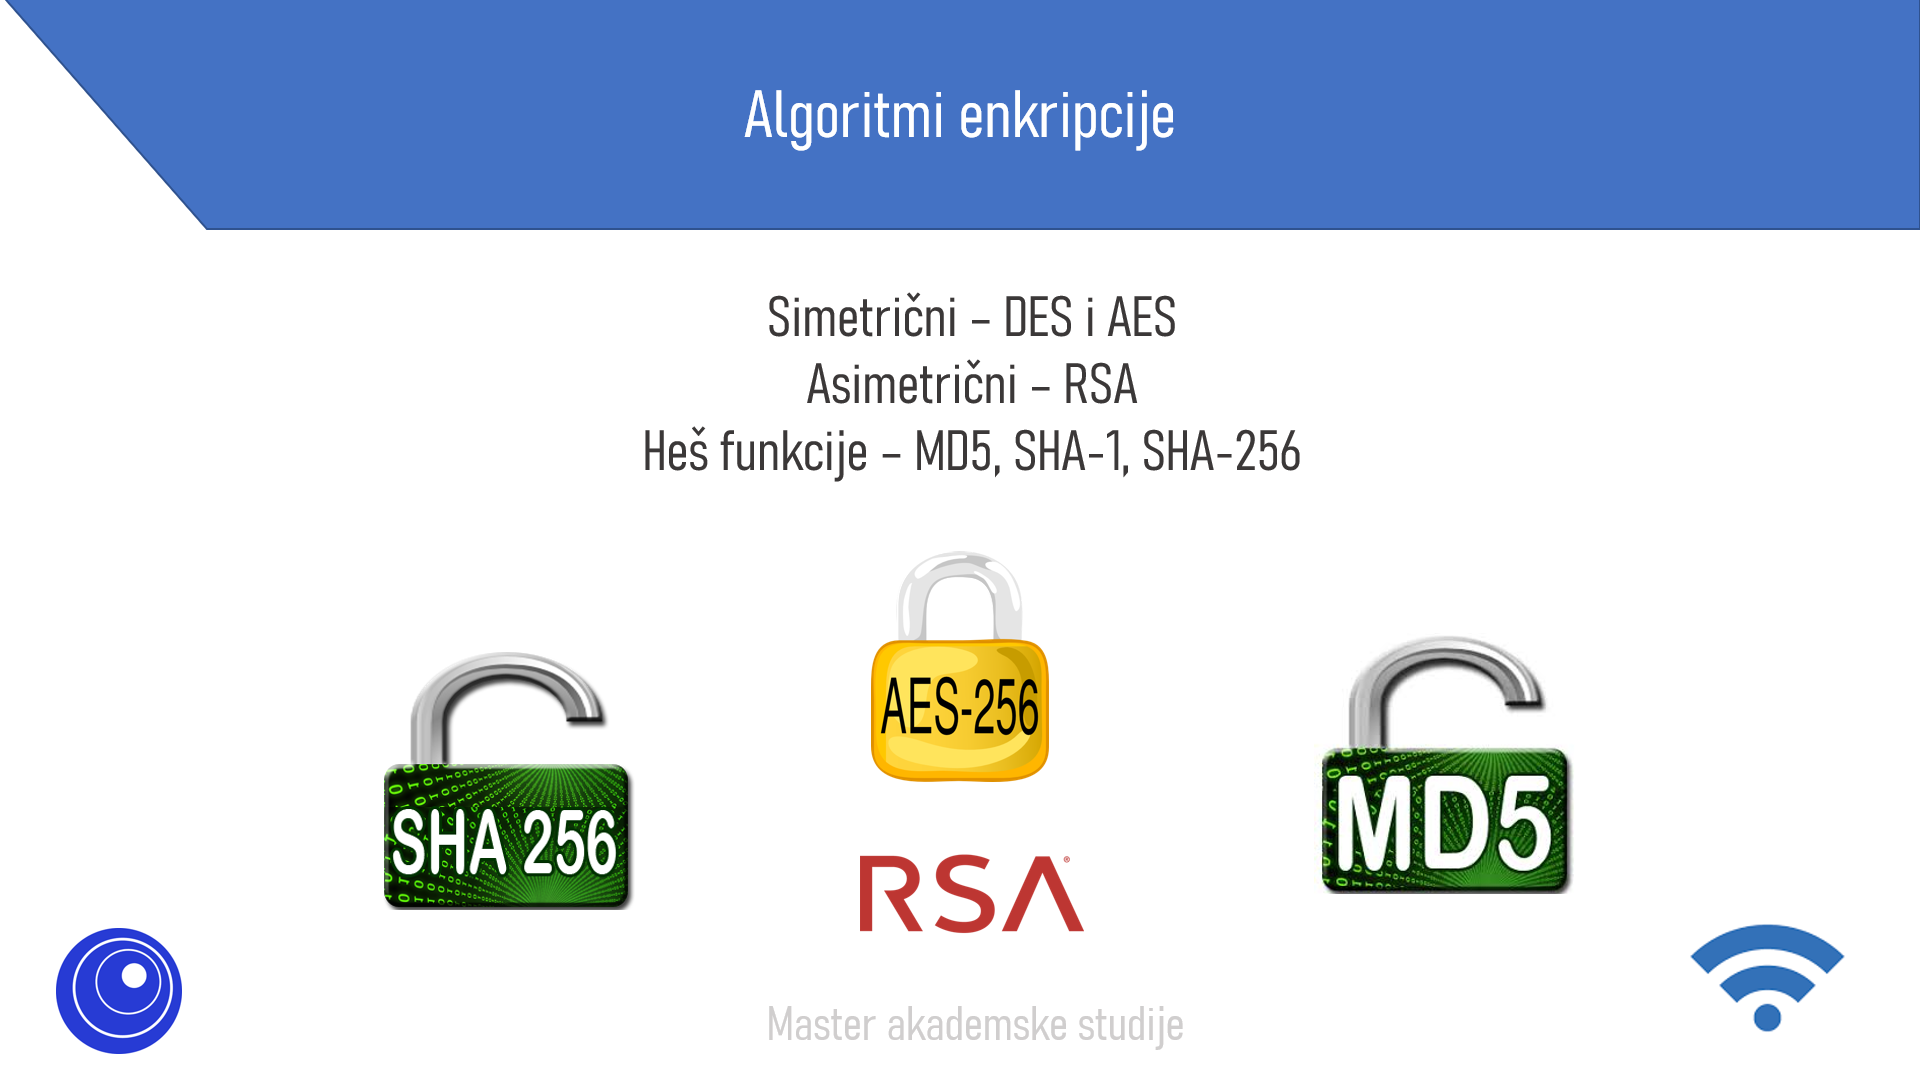 Algoritmi enkripcije
Simetrični – DES i AES
Asimetrični – RSA
Heš funkcije – MD5, SHA-1, SHA-256
AES-256
SHA 256
MD5
RSA®
Master akademske studije